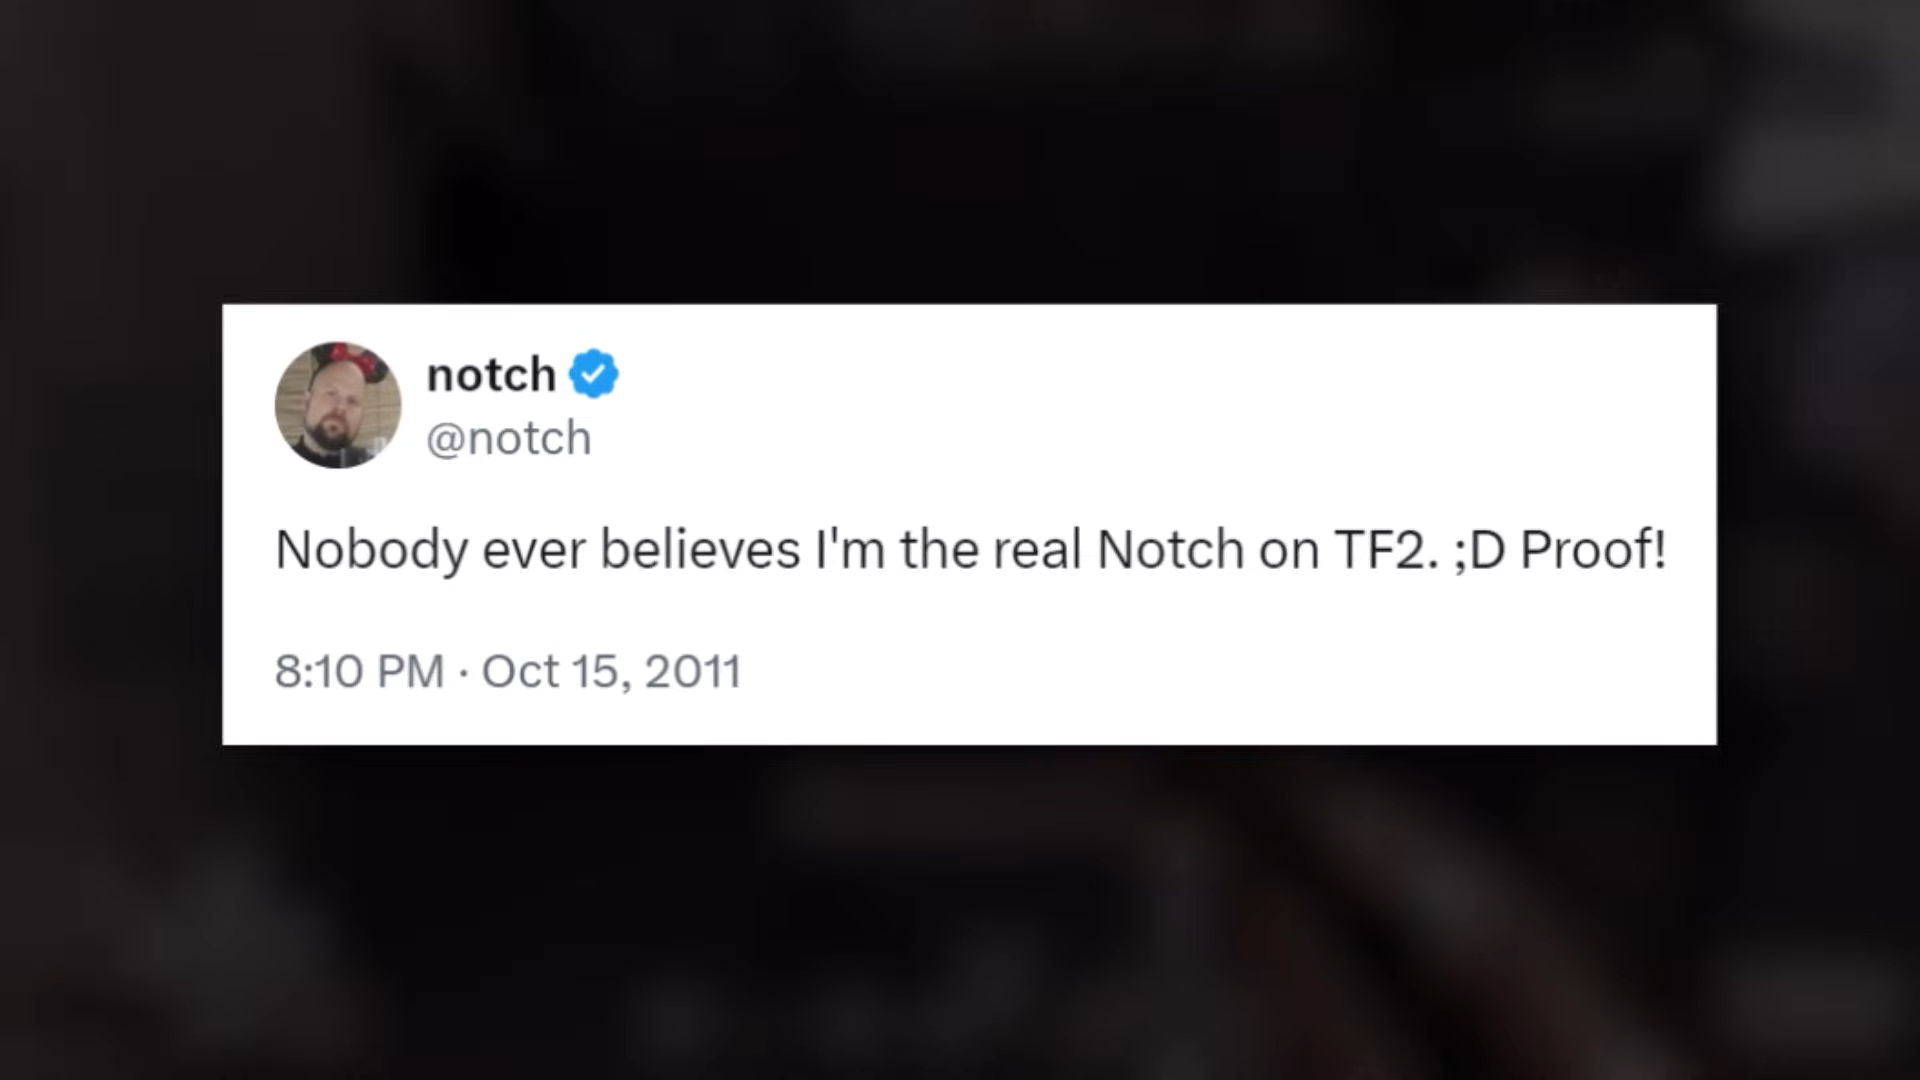 notch
@notch
Nobody ever believes I'm the real Notch on TF2. ;D Proof!
8:10 PM · Oct 15, 2011